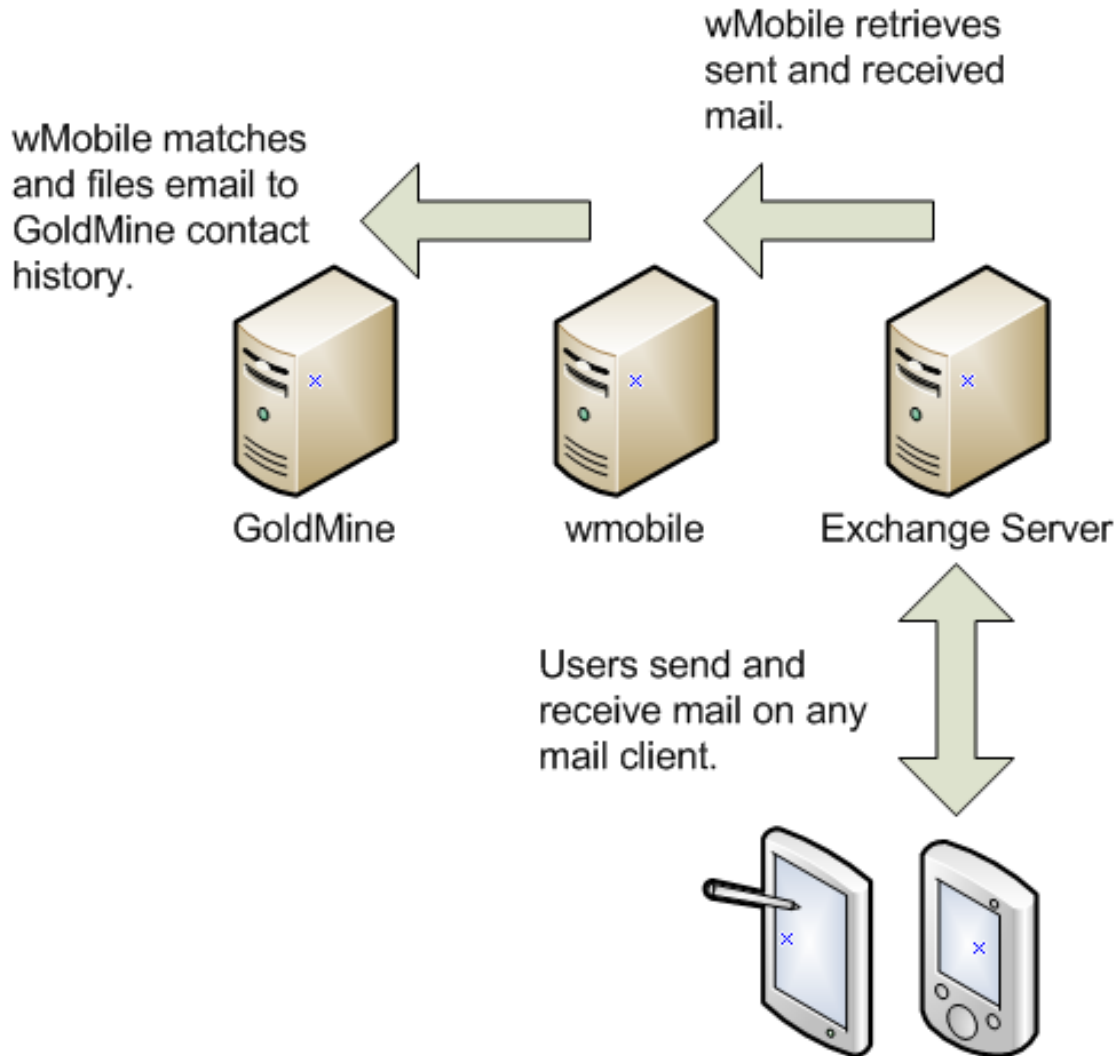 wMobile retrieves
sent and received
mail.
wMobile matches
and files email to
GoldMine contact
history.
GoldMine
wmobile
Exchange Server
Users send and
receive mail on any
mail client.